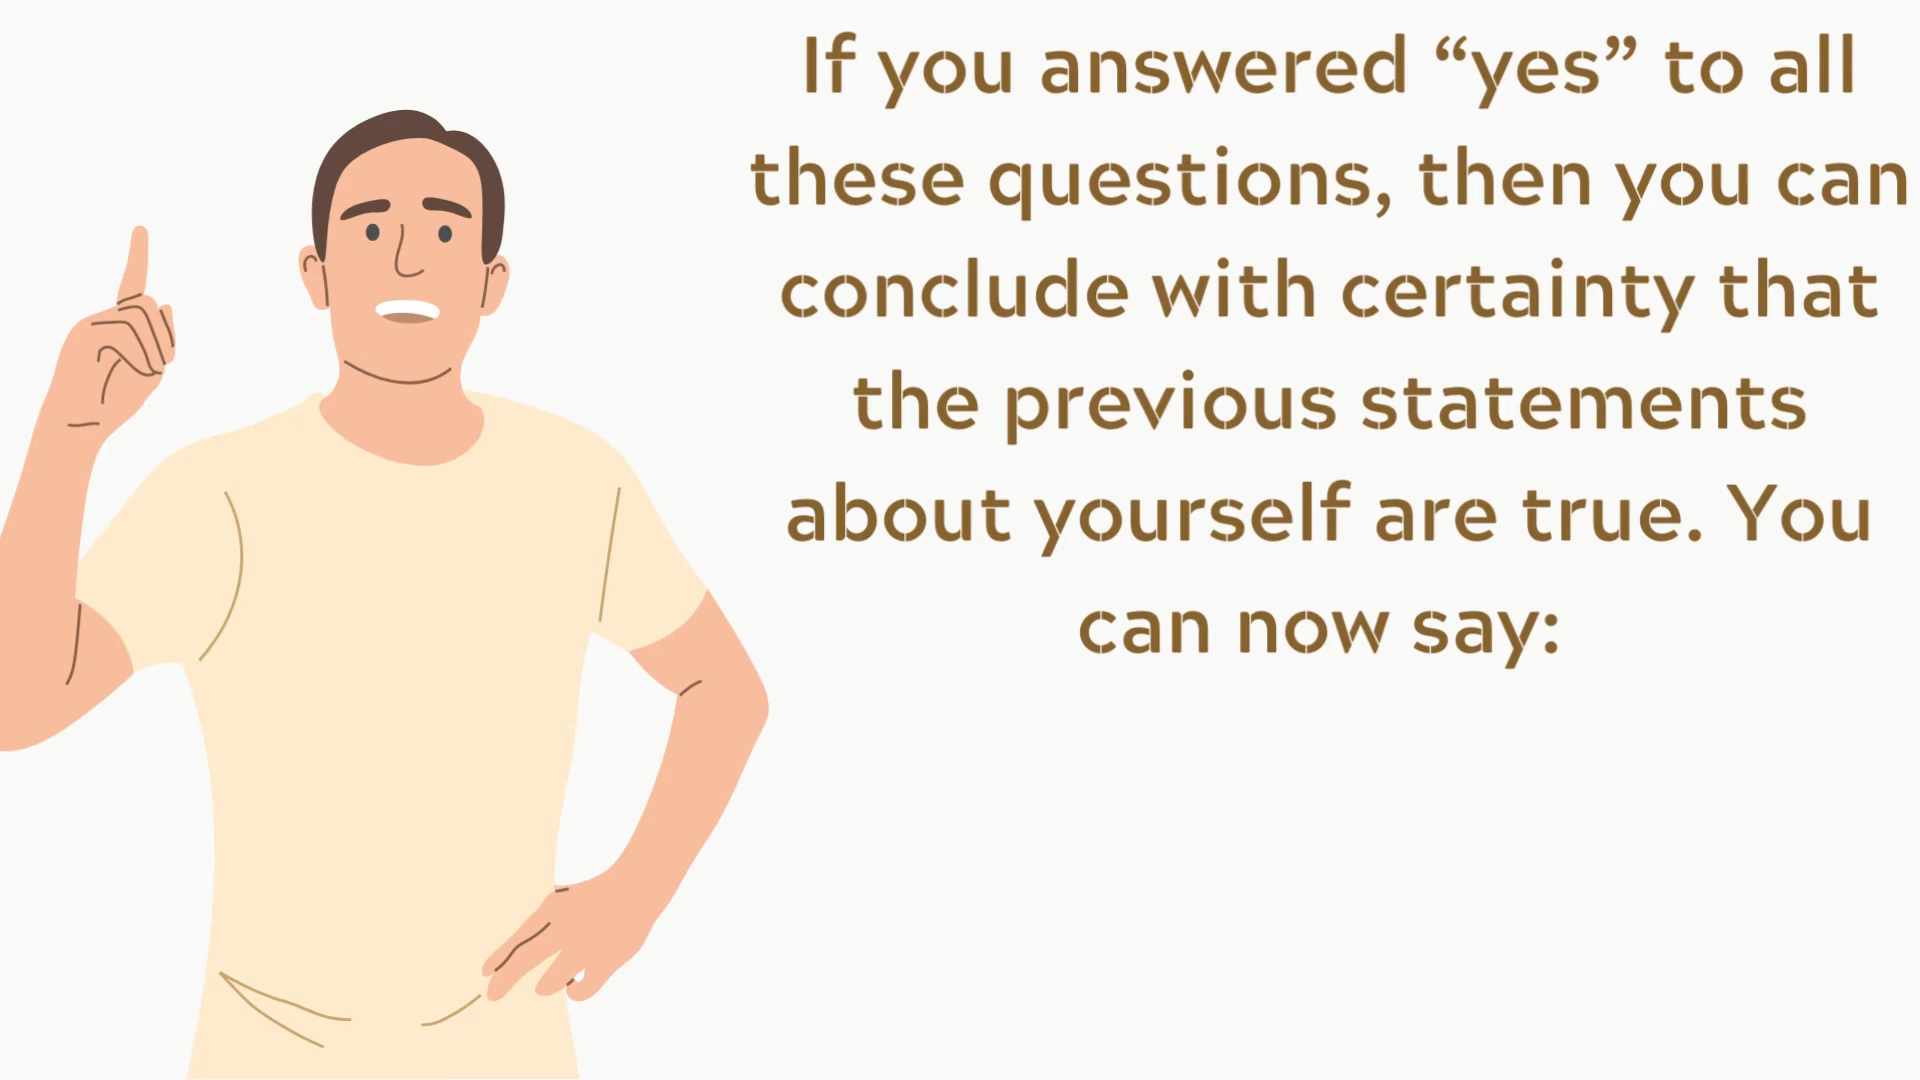 If you answered “yes” to all
these questions, then you can
conclude with certainty that
the previous statements
about yourself are true. You
can now say: